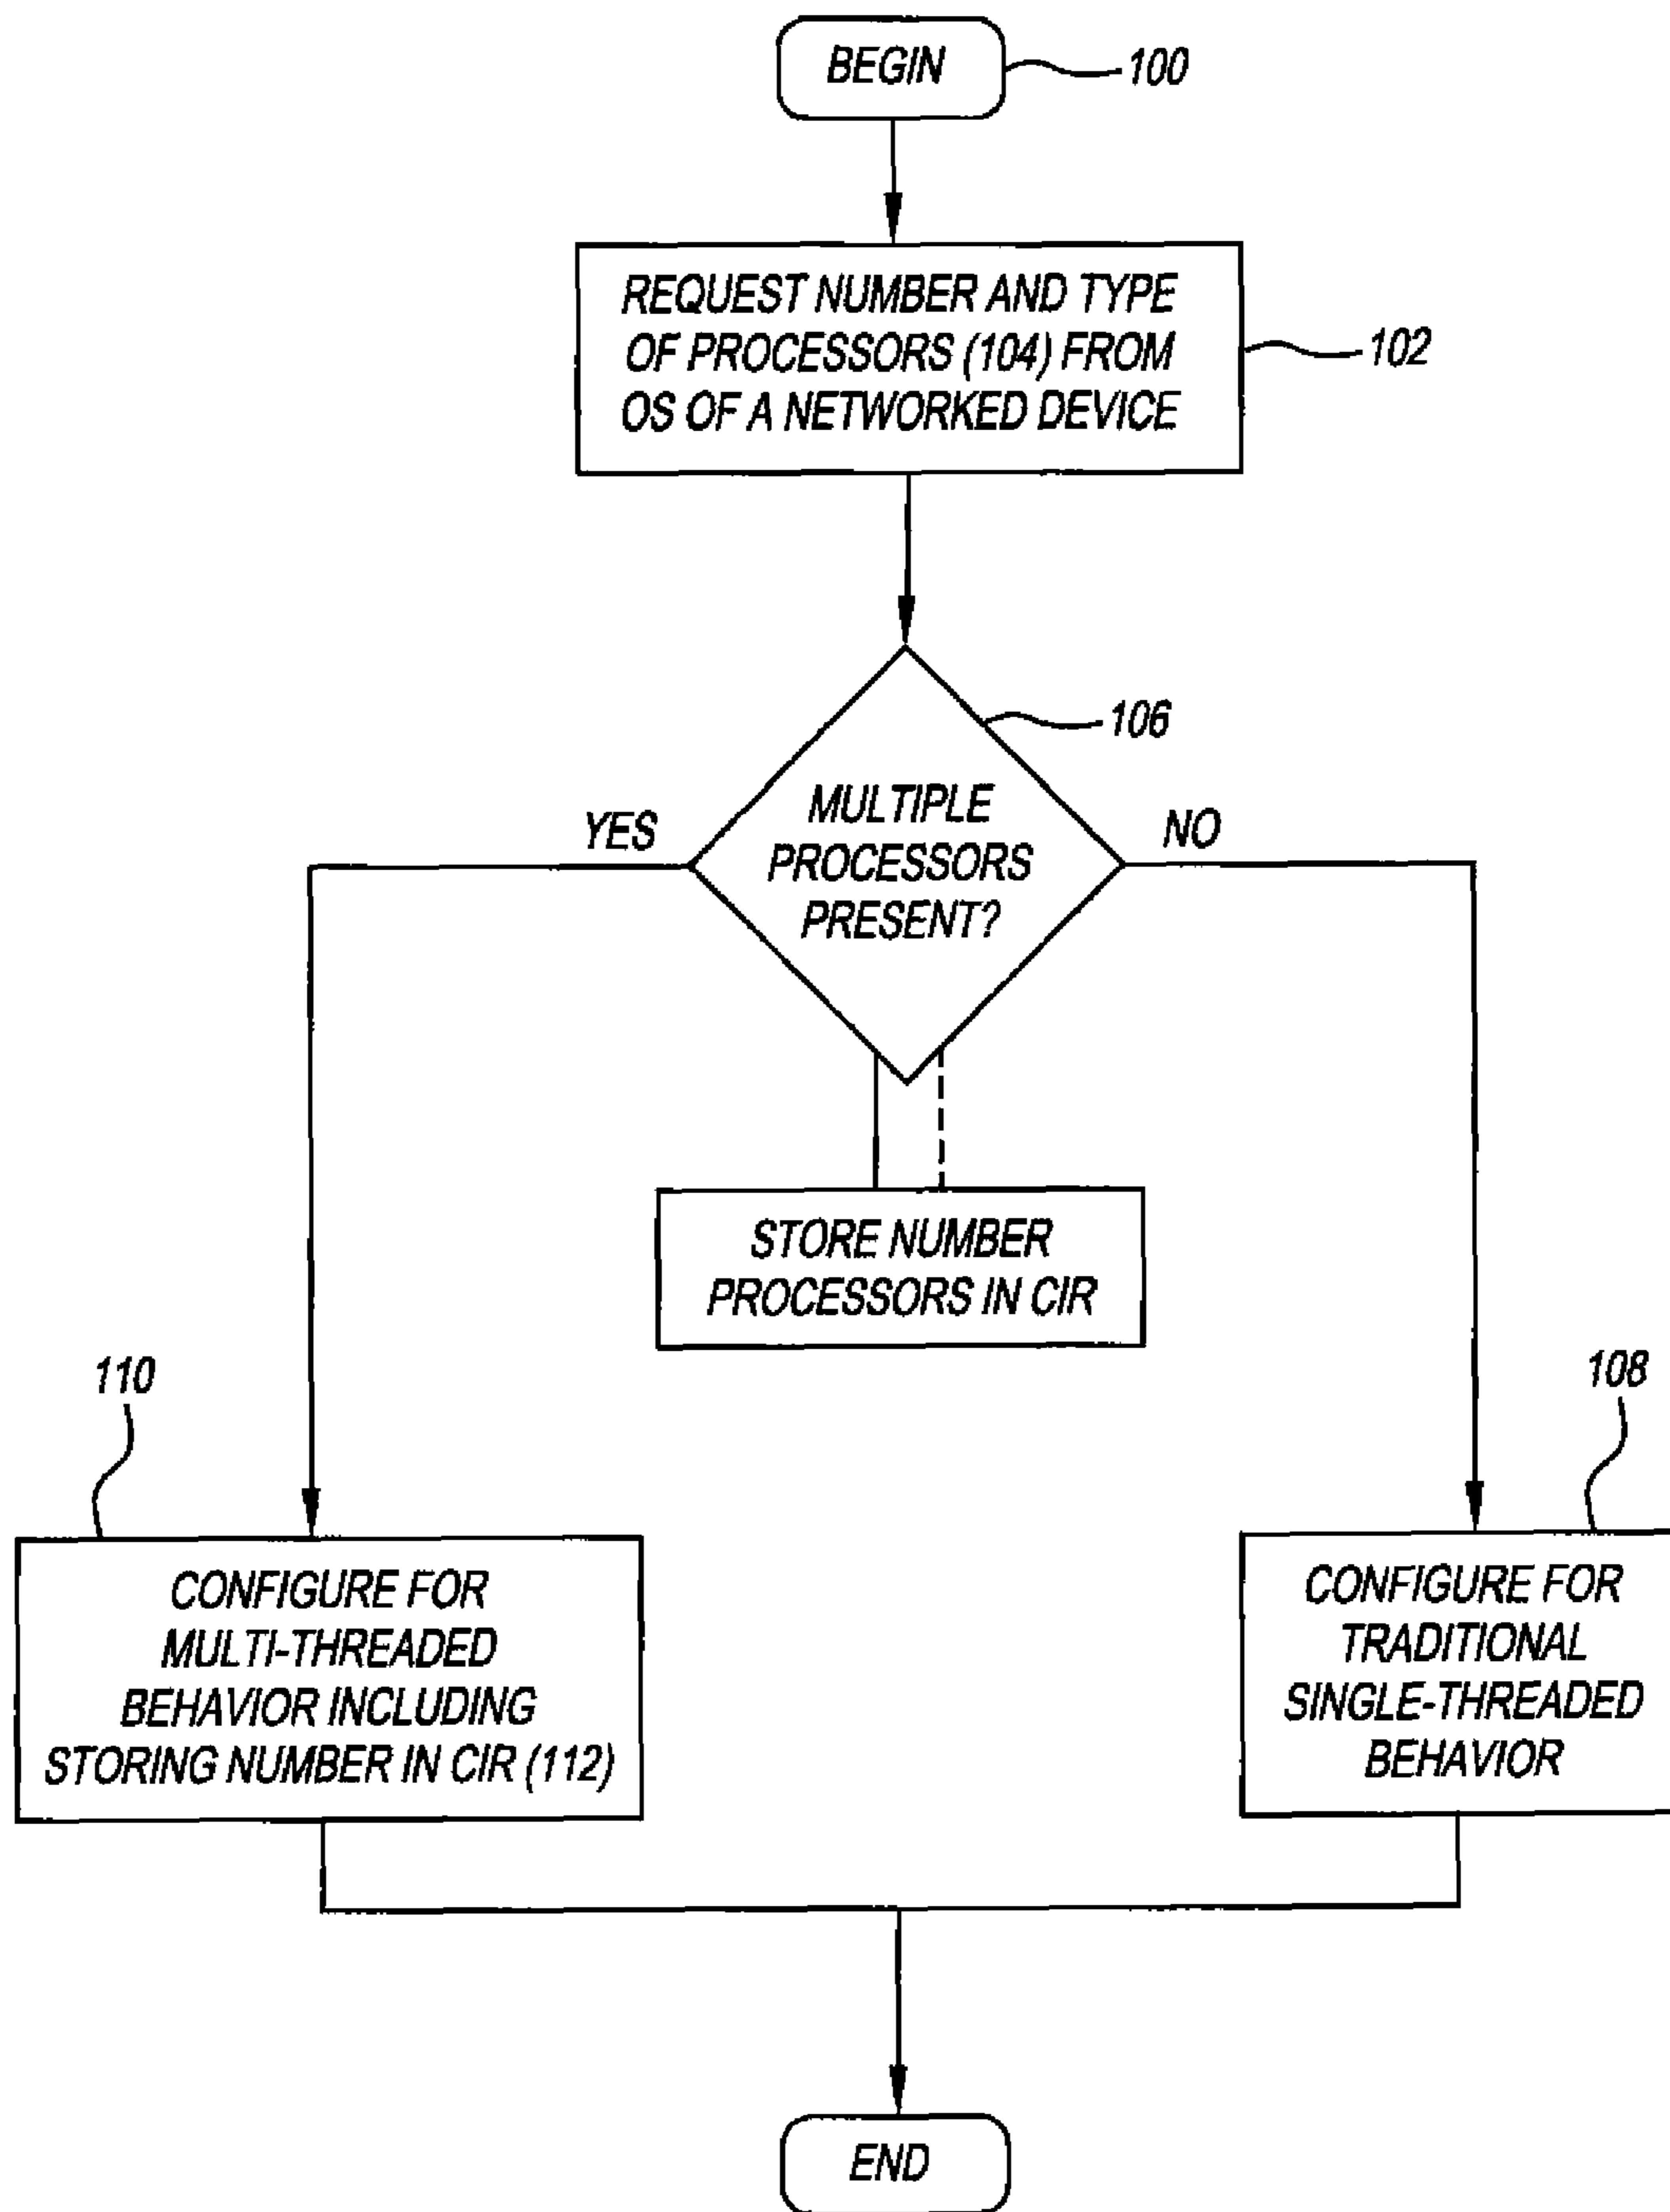 BEGIN
100
REQUEST NUMBER AND TYPE
OF PROCESSORS (104) FROM
OS OF A NETWORKED DEVICE
102
106
MULTIPLE
PROCESSORS
PRESENT?
YES
NO
STORE NUMBER
PROCESSORS IN CIR
110
CONFIGURE FOR
MULTI-THREADED
BEHAVIOR INCLUDING
STORING NUMBER IN CIR (112)
108
CONFIGURE FOR
TRADITIONAL
SINGLE-THREADED
BEHAVIOR
END